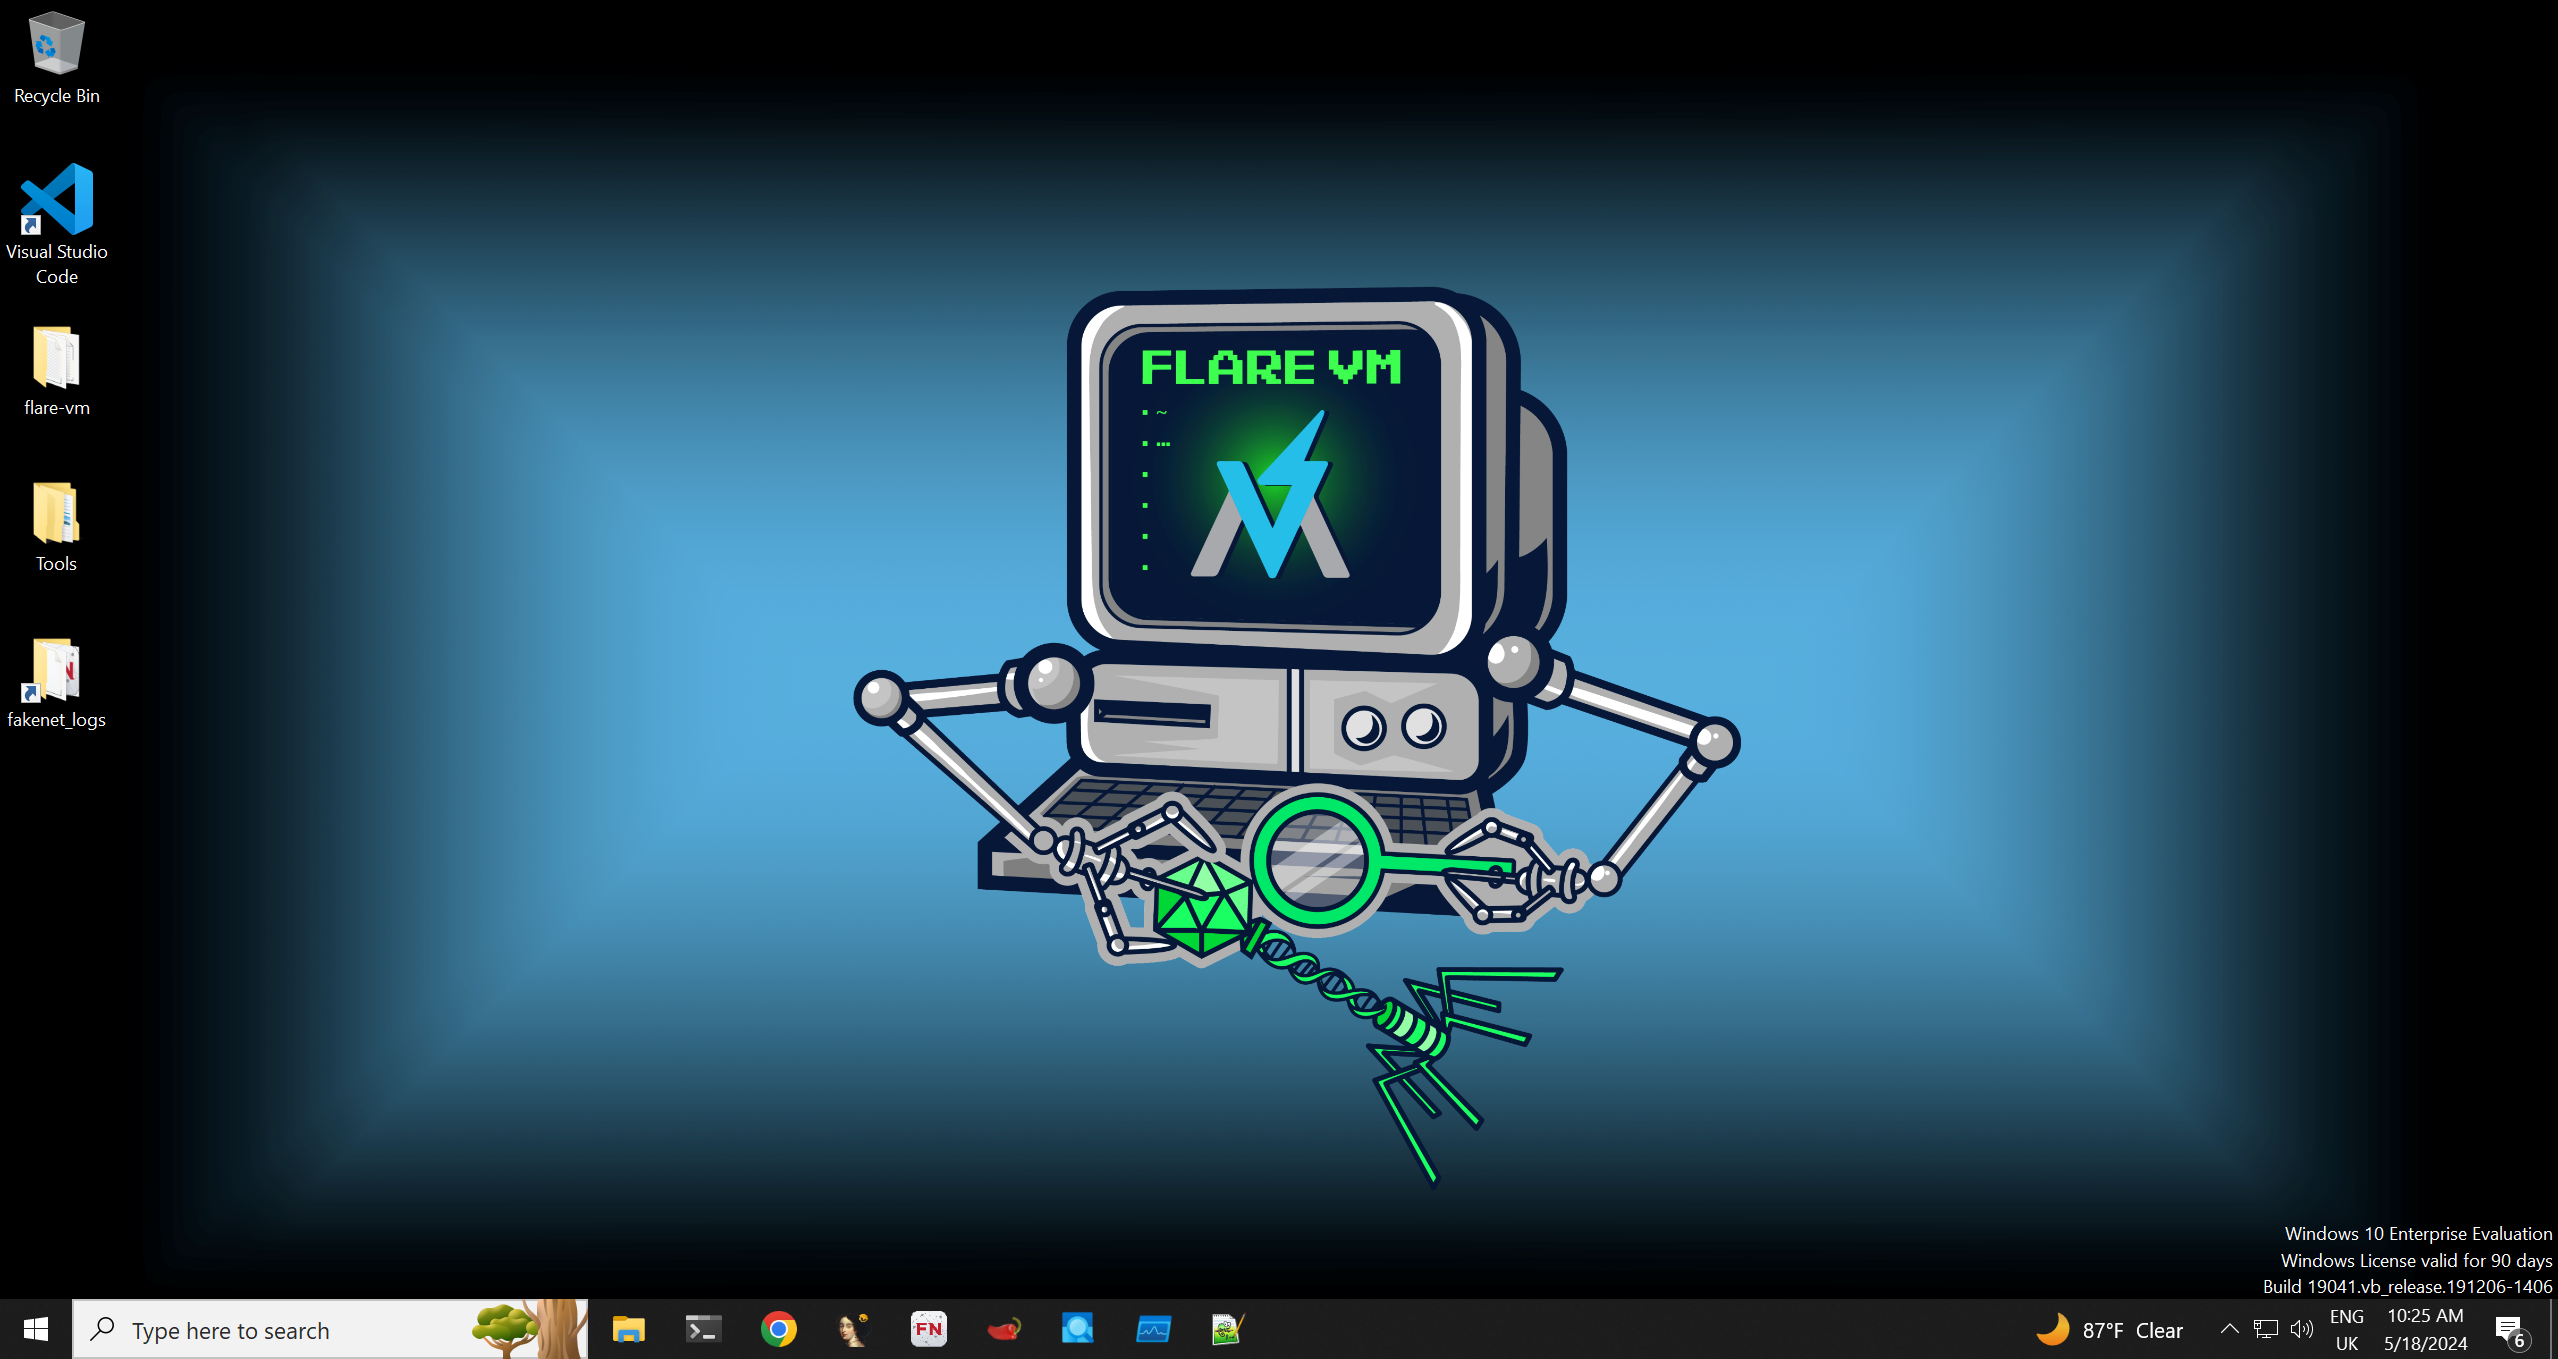 Recycle Bin
Visual Studio
Code
flare-vm
Tools
fakenet_logs
FLARE VM
~
...
Windows 10 Enterprise Evaluation
Windows License valid for 90 days
Build 19041.vb_release.191206-1406
Type here to search
FN
87°F Clear
ENG
UK
10:25 AM
5/18/2024
6